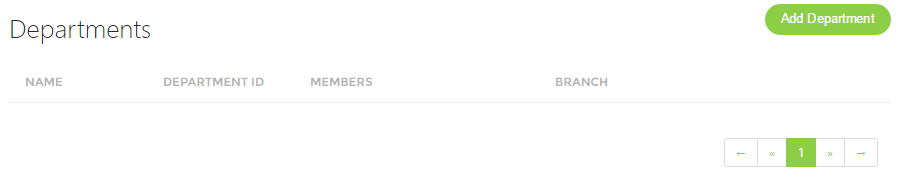 Departments
Add Department
NAME DEPARTMENT ID MEMBERS BRANCH
← « 1 » →